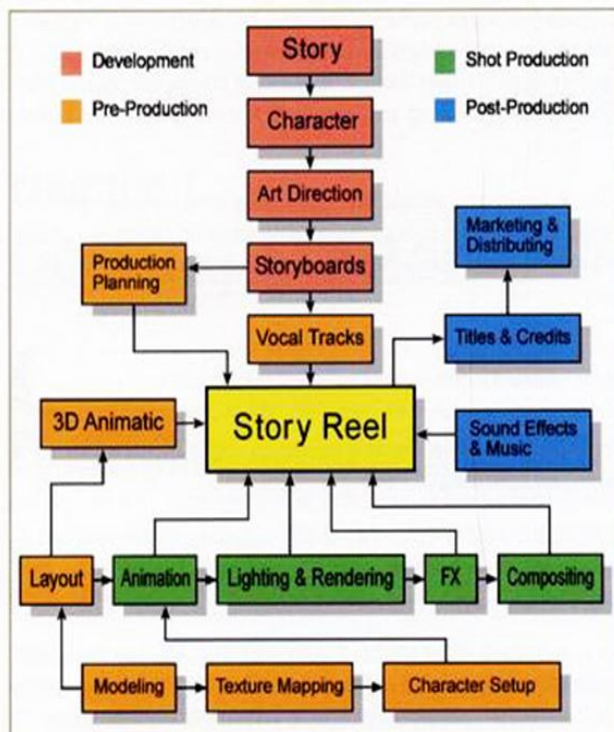 Story
Development
Shot Production
Pre-Production
Post-Production
Character
Art Direction
Marketing &
Distributing
Production
Planning
Storyboards
Vocal Tracks
Titles & Credits
3D Animatic
Story Reel
Sound Effects
& Music
Layout
Animation
Lighting & Rendering
FX
Compositing
Modeling
Texture Mapping
Character Setup